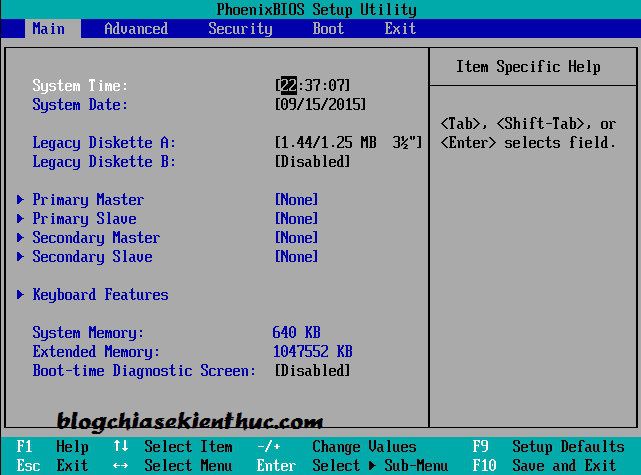 PhoenixBIOS Setup Utility
Main Advanced Security Boot Exit
Item Specific Help
System Time: [22:37:07]
System Date: [09/15/2015]
<Tab>, <Shift-Tab>, or
<Enter> selects field.
Legacy Diskette A: [1.44/1.25 MB 3½"]
Legacy Diskette B: [Disabled]
Primary Master [None]
Primary Slave [None]
Secondary Master [None]
Secondary Slave [None]
Keyboard Features
System Memory: 640 KB
Extended Memory: 1047552 KB
Boot-time Diagnostic Screen: [Disabled]
blogchiasekienthuc.com
F1 Help ↑↓ Select Item -/+ Change Values F9 Setup Defaults
Esc Exit ↔ Select Menu Enter Select ▶ Sub-Menu F10 Save and Exit